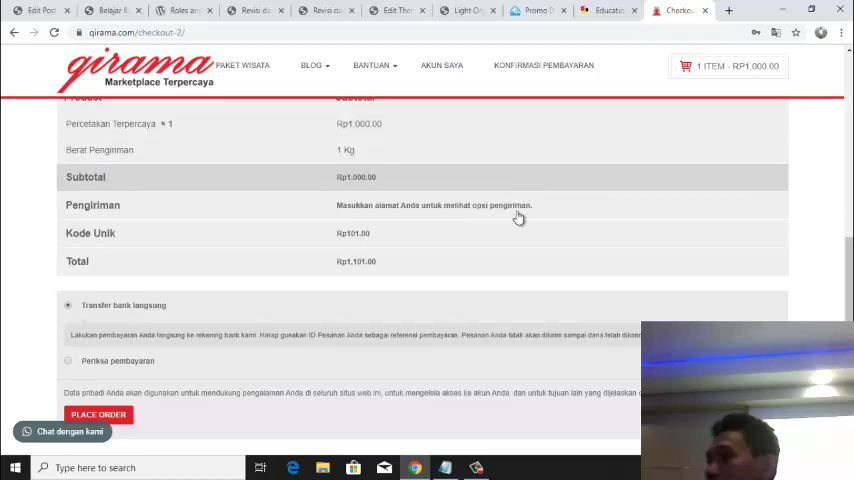 Edit Post
Belajar B
Roles an
Revisi da
Revisi da
Edit The
Light Or
Promo D
Education
Checkou
girama.com/checkout-2/
girama
Marketplace Terpercaya
PAKET WISATA
BLOG
BANTUAN
AKUN SAYA
KONFIRMASI PEMBAYARAN
1 ITEM - RP1,000.00
Product Subtotal
Percetakan Terpercaya × 1 Rp1,000.00
Berat Pengiriman 1 Kg
Subtotal Rp1,000.00
Pengiriman Masukkan alamat Anda untuk melihat opsi pengiriman.
Kode Unik Rp101.00
Total Rp1,101.00
Transfer bank langsung
Lakukan pembayaran Anda langsung ke rekening bank kami. Harap gunakan ID Pesanan Anda sebagai referensi pembayaran. Pesanan Anda tidak akan dikirim sampai dana telah
Periksa pembayaran
Data pribadi Anda akan digunakan untuk mendukung pengalaman Anda di seluruh situs web ini, untuk mengelola akses ke akun Anda, dan untuk tujuan lain yang dijelaskan
PLACE ORDER
Chat dengan kami
Type here to search